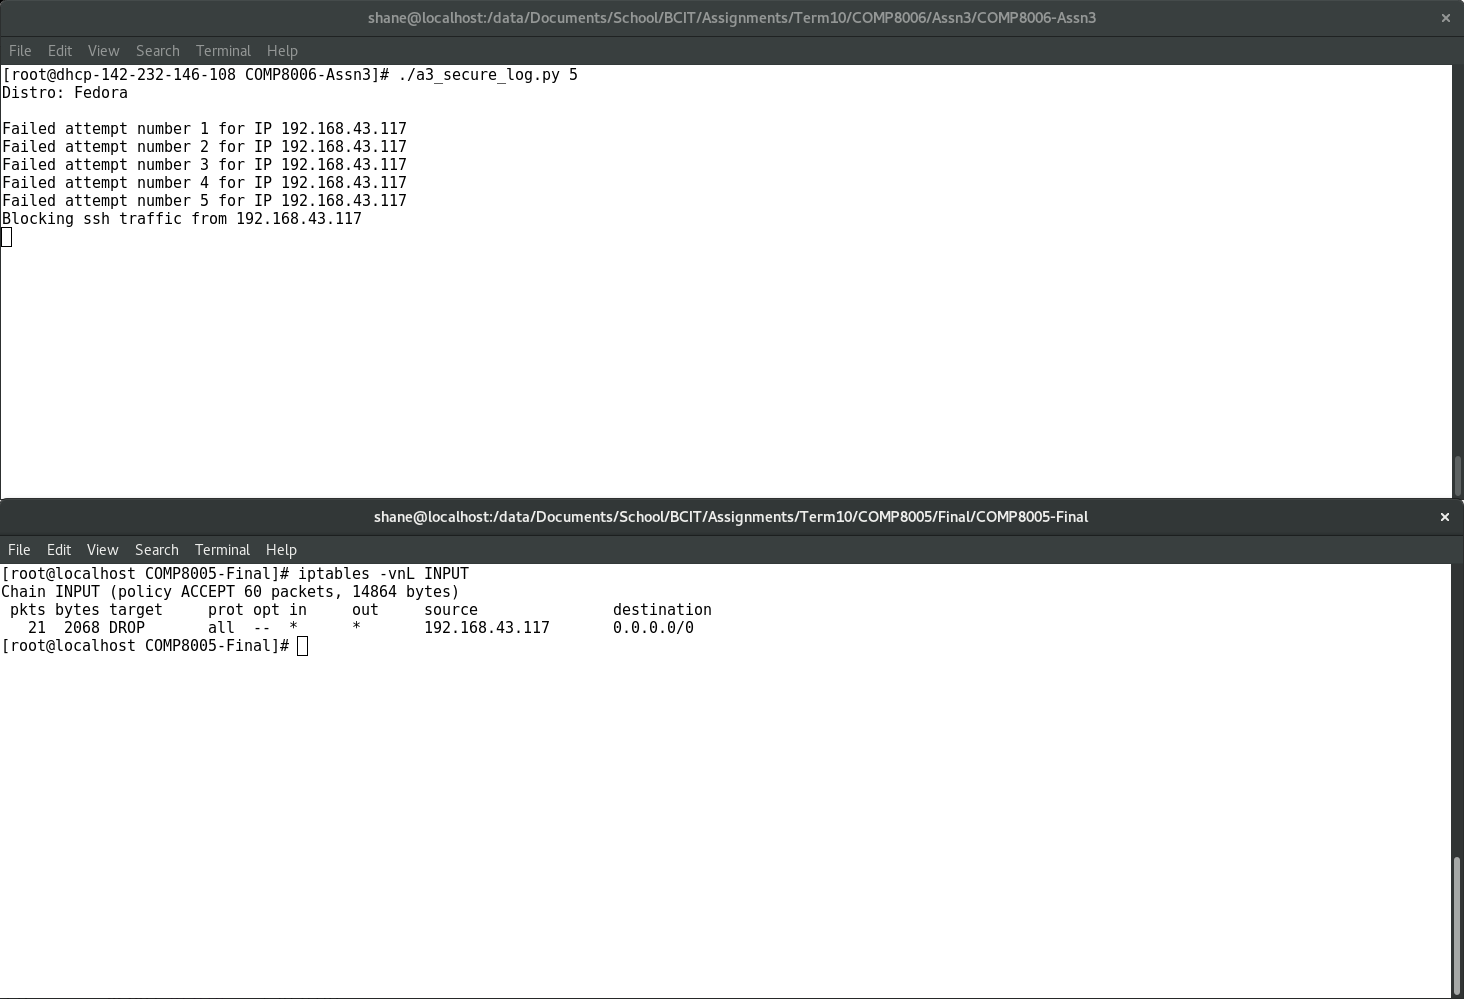 shane@localhost:/data/Documents/School/BCIT/Assignments/Term10/COMP8006/Assn3/COMP8006-Assn3 ×
File Edit View Search Terminal Help
[root@dhcp-142-232-146-108 COMP8006-Assn3]# ./a3_secure_log.py 5
Distro: Fedora
Failed attempt number 1 for IP 192.168.43.117
Failed attempt number 2 for IP 192.168.43.117
Failed attempt number 3 for IP 192.168.43.117
Failed attempt number 4 for IP 192.168.43.117
Failed attempt number 5 for IP 192.168.43.117
Blocking ssh traffic from 192.168.43.117
shane@localhost:/data/Documents/School/BCIT/Assignments/Term10/COMP8005/Final/COMP8005-Final ×
File Edit View Search Terminal Help
[root@localhost COMP8005-Final]# iptables -vnL INPUT
Chain INPUT (policy ACCEPT 60 packets, 14864 bytes)
 pkts bytes target     prot opt in     out     source               destination
   21  2068 DROP       all  --  *      *       192.168.43.117       0.0.0.0/0
[root@localhost COMP8005-Final]#